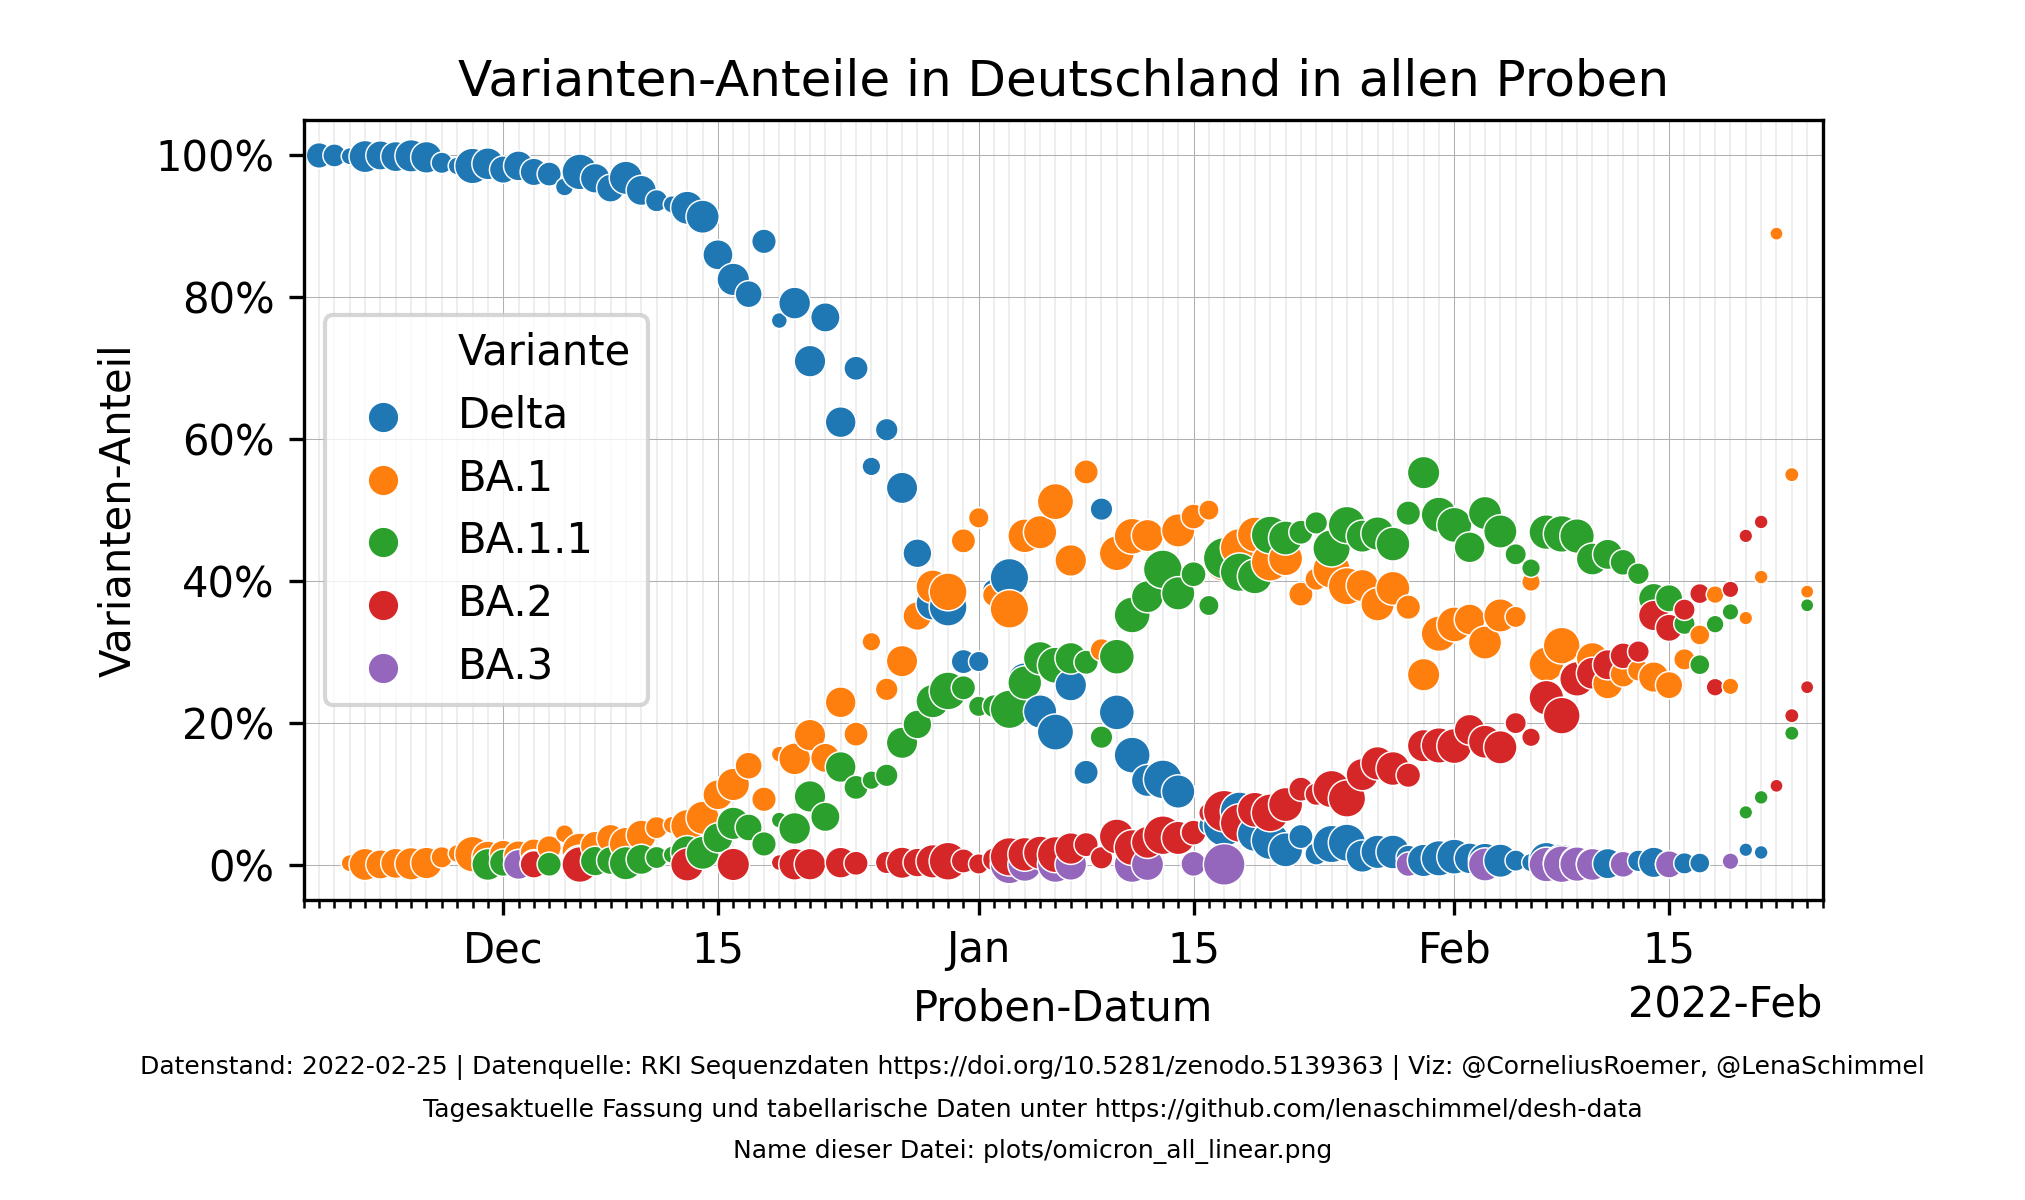 Varianten-Anteile in Deutschland in allen Proben
100%
80%
60%
40%
20%
0%
Varianten-Anteil
Variante
Delta
BA.1
BA.1.1
BA.2
BA.3
Dec
15
Jan
15
Feb
15
Proben-Datum
2022-Feb
Datenstand: 2022-02-25 | Datenquelle: RKI Sequenzdaten https://doi.org/10.5281/zenodo.5139363 | Viz: @CorneliusRoemer, @LenaSchimmel
Tagesaktuelle Fassung und tabellarische Daten unter https://github.com/lenaschimmel/desh-data
Name dieser Datei: plots/omicron_all_linear.png